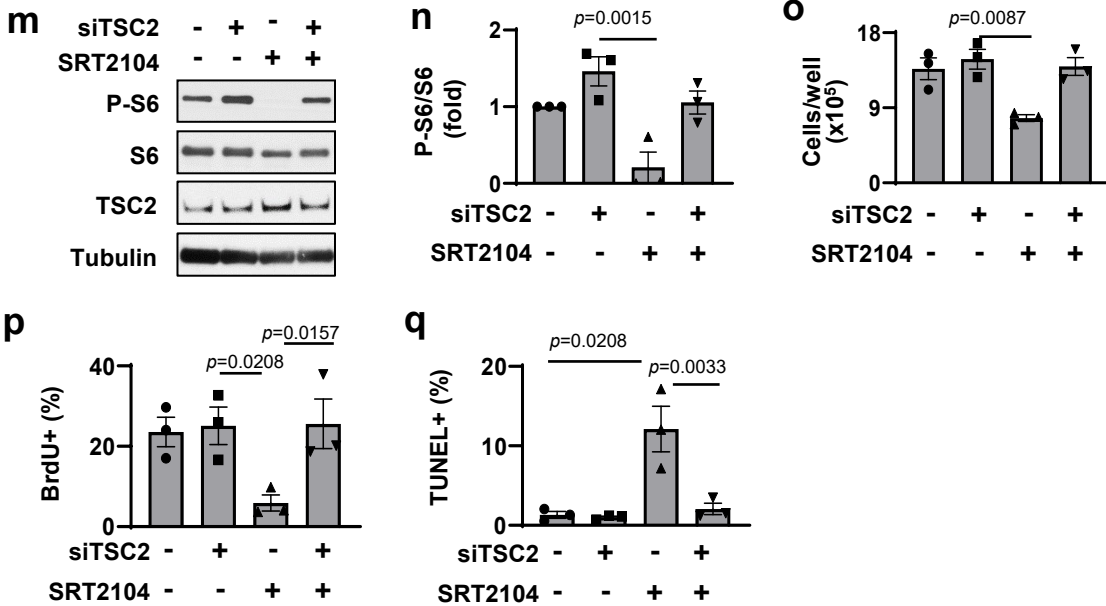 m
siTSC2 - + - +
SRT2104 - - + +
P-S6
S6
TSC2
Tubulin
n
p=0.0015
P-S6/S6
(fold)
2
1
0
siTSC2 - + - +
SRT2104 - - + +
o
p=0.0087
Cells/well
(x10⁵)
18
9
0
siTSC2 - + - +
SRT2104 - - + +
p
p=0.0157
p=0.0208
BrdU+ (%)
40
20
0
siTSC2 - + - +
SRT2104 - - + +
q
p=0.0208
p=0.0033
TUNEL+ (%)
20
10
0
siTSC2 - + - +
SRT2104 - - + +